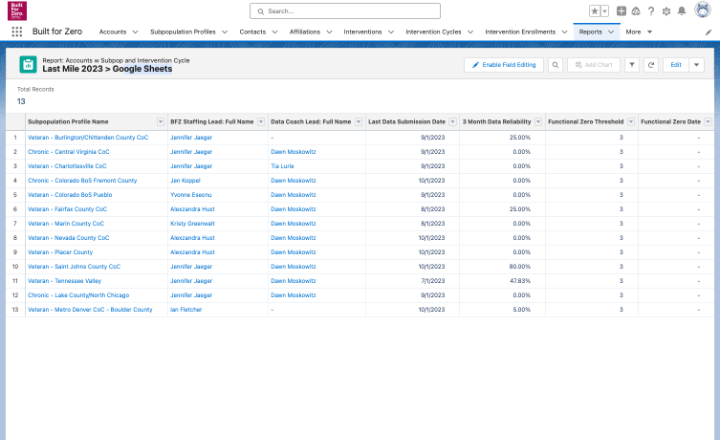 Built for Zero
Search...
Built for Zero Accounts Subpopulation Profiles Contacts Affiliations Interventions Intervention Cycles Intervention Enrollments Reports More
Report: Accounts w Subpop and Intervention Cycle
Last Mile 2023 > Google Sheets
Enable Field Editing Add Chart Edit
Total Records
13
Subpopulation Profile Name BFZ Staffing Lead: Full Name Data Coach Lead: Full Name Last Data Submission Date 3 Month Data Reliability Functional Zero Threshold Functional Zero Date
1 Veteran - Burlington/Chittenden County CoC Jennifer Jaeger - 9/1/2023 25.00% 3 -
2 Chronic - Central Virginia CoC Jennifer Jaeger Dawn Moskowitz 9/1/2023 0.00% 3 -
3 Veteran - Charlottesville CoC Jennifer Jaeger Tia Lurie 9/1/2023 0.00% 3 -
4 Chronic - Colorado BoS Fremont County Jen Koppel Dawn Moskowitz 10/1/2023 0.00% 3 -
5 Veteran - Colorado BoS Pueblo Yvonne Eseonu Dawn Moskowitz 9/1/2023 0.00% 3 -
6 Veteran - Fairfax County CoC Alexzandra Hust Dawn Moskowitz 8/1/2023 25.00% 3 -
7 Veteran - Marin County CoC Kristy Greenwalt Dawn Moskowitz 8/1/2023 0.00% 3 -
8 Veteran - Nevada County CoC Alexzandra Hust Dawn Moskowitz 10/1/2023 0.00% 3 -
9 Veteran - Placer County Alexzandra Hust Dawn Moskowitz 10/1/2023 0.00% 3 -
10 Veteran - Saint Johns County CoC Jennifer Jaeger Dawn Moskowitz 10/1/2023 80.00% 3 -
11 Veteran - Tennessee Valley Jennifer Jaeger Dawn Moskowitz 7/1/2023 47.83% 3 -
12 Chronic - Lake County/North Chicago Jennifer Jaeger Dawn Moskowitz 9/1/2023 0.00% 3 -
13 Veteran - Metro Denver CoC - Boulder County Ian Fletcher - 10/1/2023 5.00% 3 -